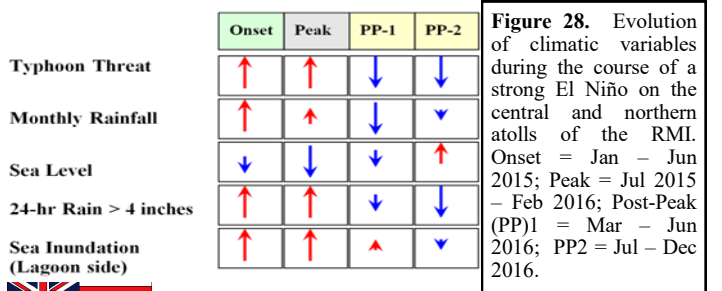 Onset Peak PP-1 PP-2
Typhoon Threat
Monthly Rainfall
Sea Level
24-hr Rain > 4 inches
Sea Inundation
(Lagoon side)
Figure 28. Evolution
of climatic variables
during the course of a
strong El Niño on the
central and northern
atolls of the RMI.
Onset = Jan – Jun
2015; Peak = Jul 2015
– Feb 2016; Post-Peak
(PP)1 = Mar – Jun
2016; PP2 = Jul – Dec
2016.